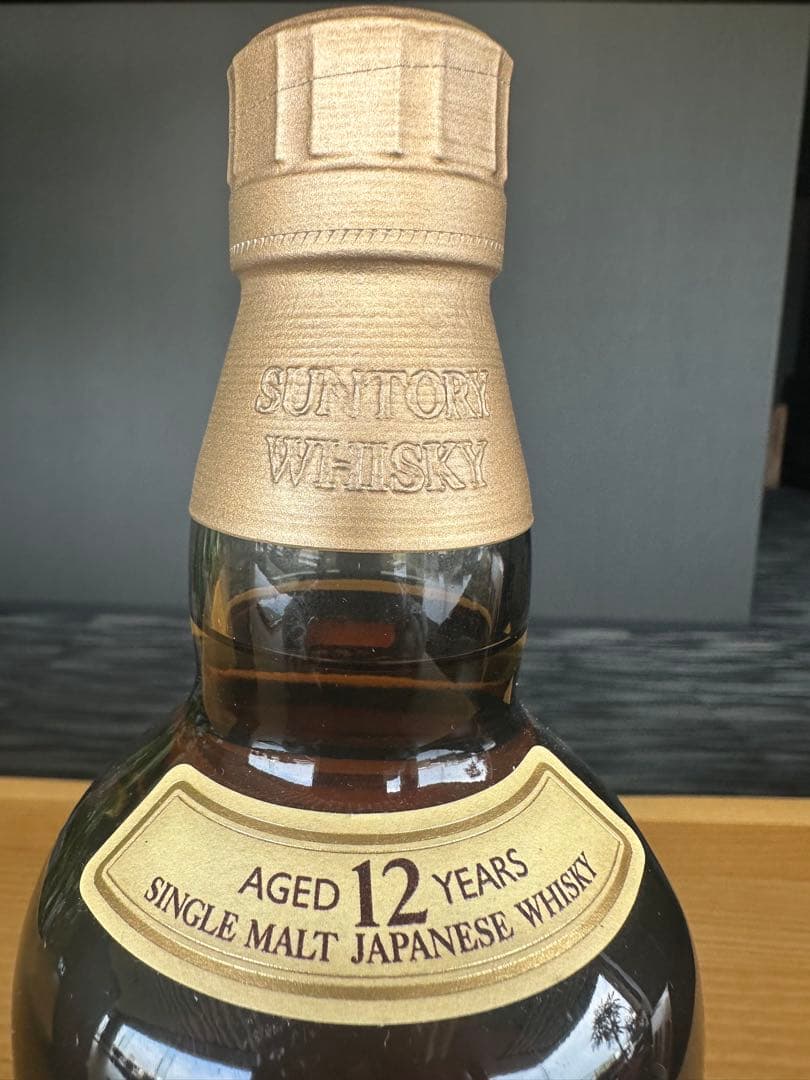 SUNTORY
WHISKY
AGED 12 YEARS
SINGLE MALT JAPANESE WHISKY